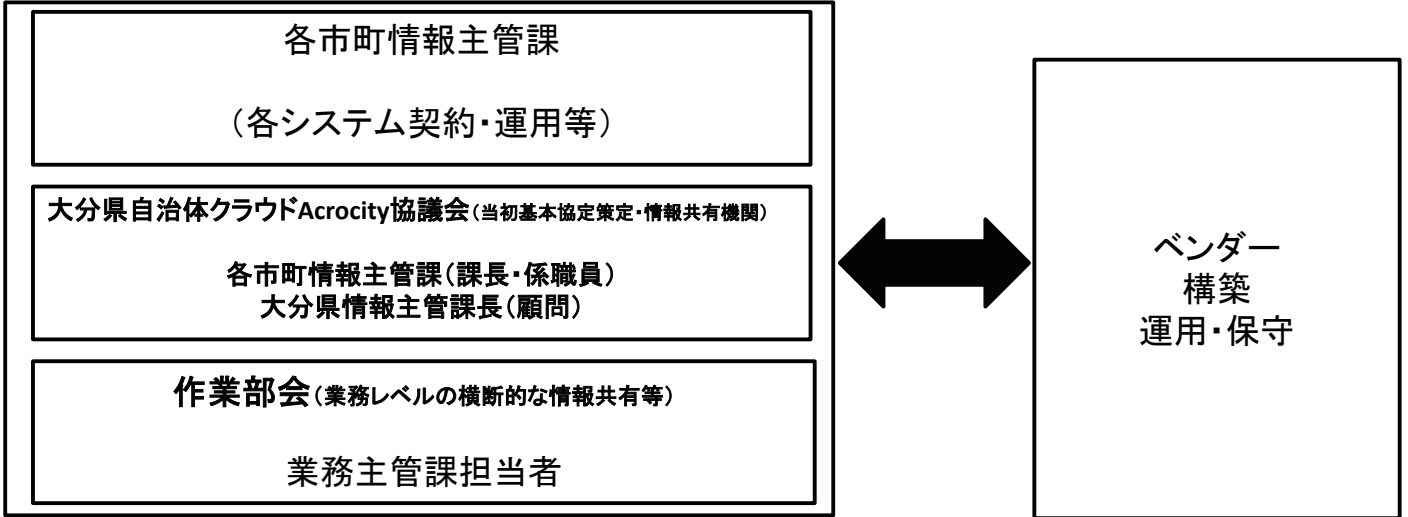 各市町情報主管課
（各システム契約・運用等）
大分県自治体クラウドAcrocity協議会（当初基本協定策定・情報共有機関）
各市町情報主管課（課長・係職員）
大分県情報主管課長（顧問）
作業部会（業務レベルの横断的な情報共有等）
業務主管課担当者
ベンダー
構築
運用・保守